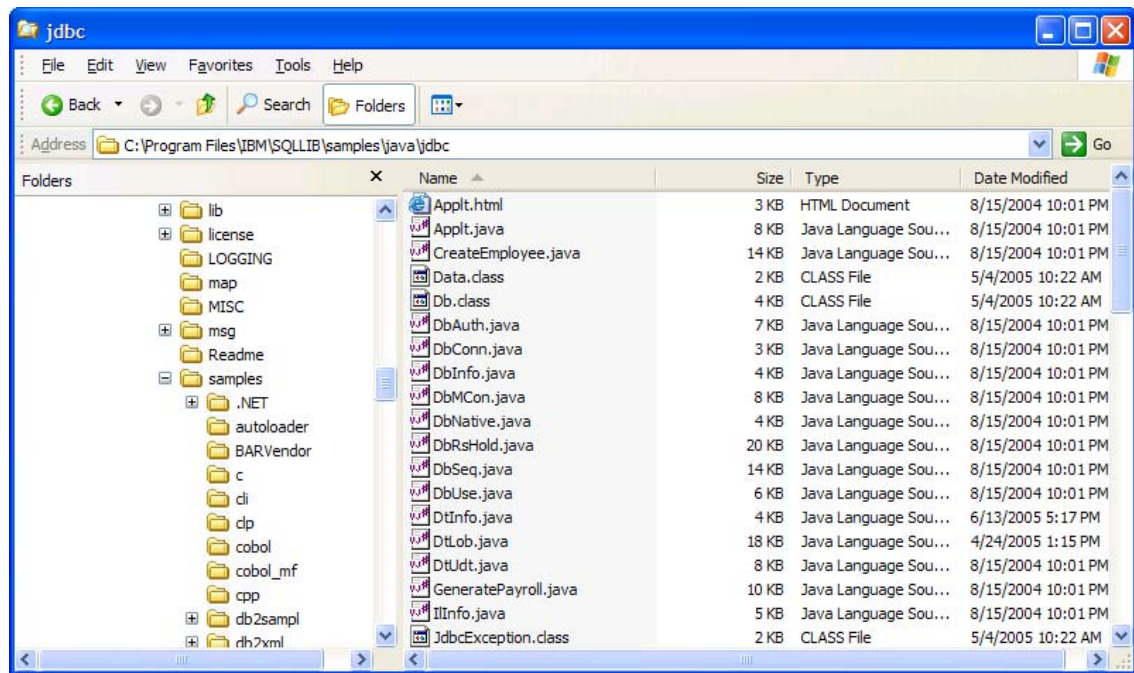 jdbc
File Edit View Favorites Tools Help
Back Search Folders
Address C:\Program Files\IBM\SQLLIB\samples\java\jdbc Go
Folders
lib
license
LOGGING
map
MISC
msg
Readme
samples
.NET
autoloader
BARVendor
c
cli
clp
cobol
cobol_mf
cpp
db2sampl
db2xml
Name Size Type Date Modified
Applt.html 3 KB HTML Document 8/15/2004 10:01 PM
Applt.java 8 KB Java Language Sou... 8/15/2004 10:01 PM
CreateEmployee.java 14 KB Java Language Sou... 8/15/2004 10:01 PM
Data.class 2 KB CLASS File 5/4/2005 10:22 AM
Db.class 4 KB CLASS File 5/4/2005 10:22 AM
DbAuth.java 7 KB Java Language Sou... 8/15/2004 10:01 PM
DbConn.java 3 KB Java Language Sou... 8/15/2004 10:01 PM
DbInfo.java 4 KB Java Language Sou... 8/15/2004 10:01 PM
DbMCon.java 8 KB Java Language Sou... 8/15/2004 10:01 PM
DbNative.java 4 KB Java Language Sou... 8/15/2004 10:01 PM
DbRsHold.java 20 KB Java Language Sou... 8/15/2004 10:01 PM
DbSeq.java 14 KB Java Language Sou... 8/15/2004 10:01 PM
DbUse.java 6 KB Java Language Sou... 8/15/2004 10:01 PM
DtInfo.java 4 KB Java Language Sou... 6/13/2005 5:17 PM
DtLob.java 18 KB Java Language Sou... 4/24/2005 1:15 PM
DtUdt.java 8 KB Java Language Sou... 8/15/2004 10:01 PM
GeneratePayroll.java 10 KB Java Language Sou... 8/15/2004 10:01 PM
IlInfo.java 5 KB Java Language Sou... 8/15/2004 10:01 PM
JdbcException.class 2 KB CLASS File 5/4/2005 10:22 AM